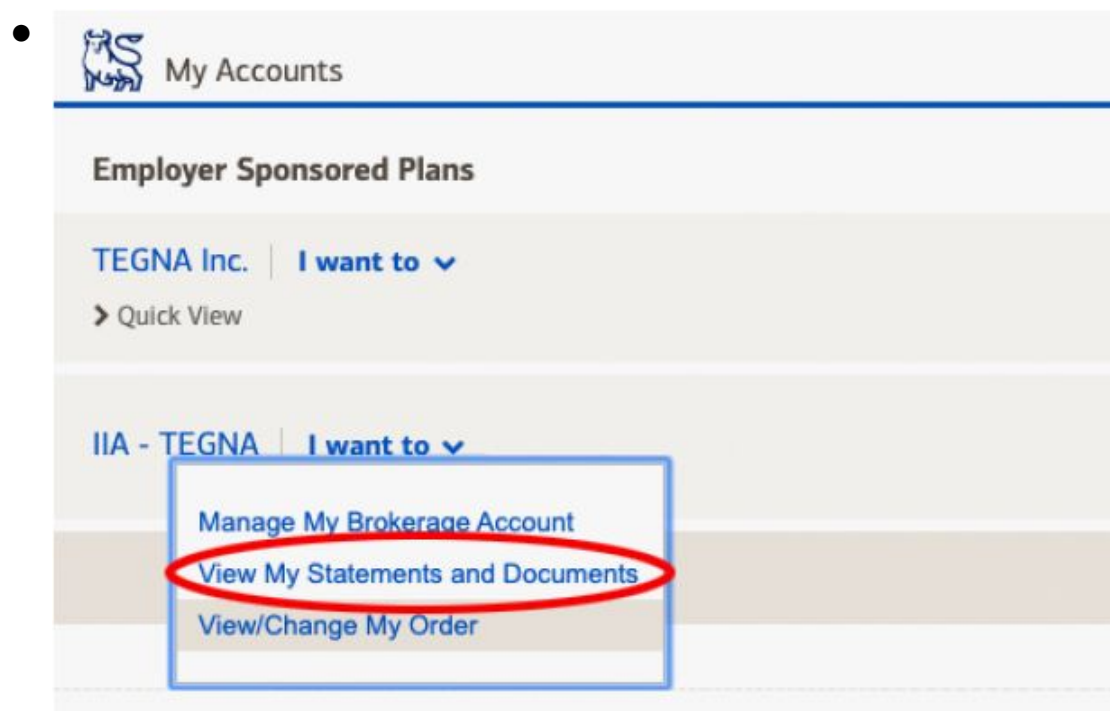 My Accounts
Employer Sponsored Plans
TEGNA Inc. I want to
Quick View
IIA - TEGNA I want to
Manage My Brokerage Account
View My Statements and Documents
View/Change My Order